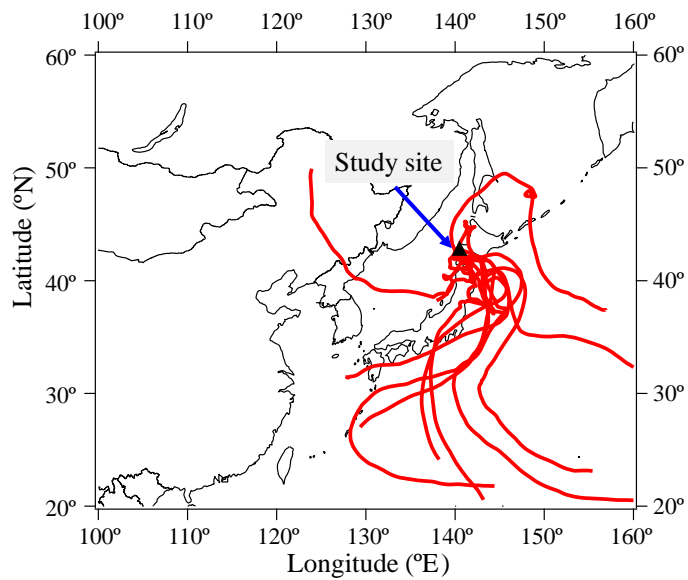 100º 110º 120º 130º 140º 150º 160º
60º 60º
Study site
50º 50º
Latitude (ºN)
40º 40º
30º 30º
20º 20º
100º 110º 120º 130º 140º 150º 160º
Longitude (ºE)